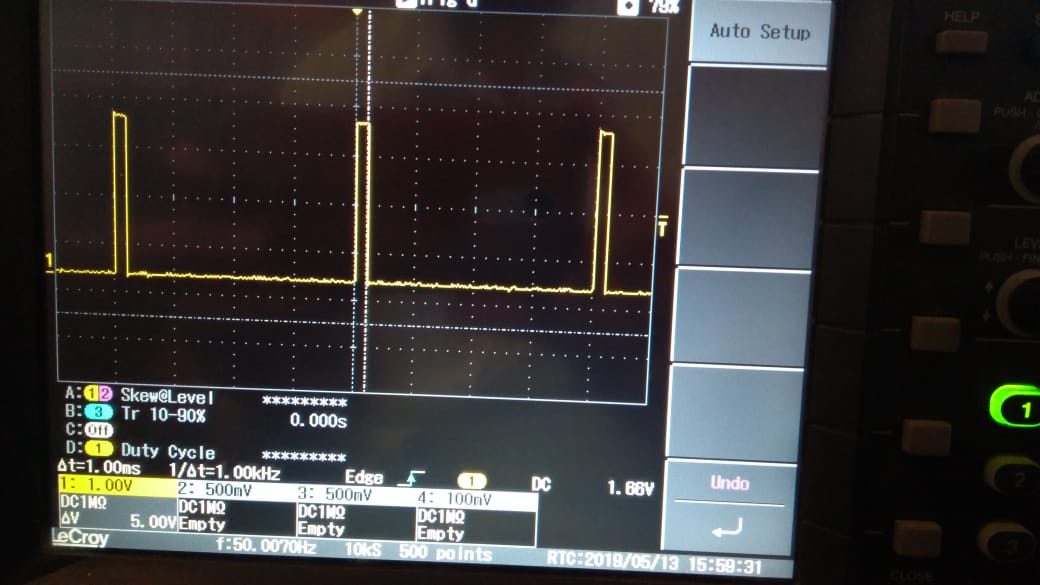 Trig'd 79%
Auto Setup
HELP
T
1
A: 1 2 Skew@Level *********
B: 3 Tr 10-90% 0.000s
C: Off
D: 1 Duty Cycle *********
Δt=1.00ms 1/Δt=1.00kHz Edge 1 DC 1.66V
1: 1.00V 2: 500mV 3: 500mV 4: 100mV
DC1MΩ DC1MΩ DC1MΩ DC1MΩ
ΔV 5.00V Empty Empty Empty
LeCroy f:50.0070Hz 10kS 500 points RTC:2019/05/13 15:59:31
Undo
PUSH
LEV
PUSH-FIN
1
2
3
CLOSE